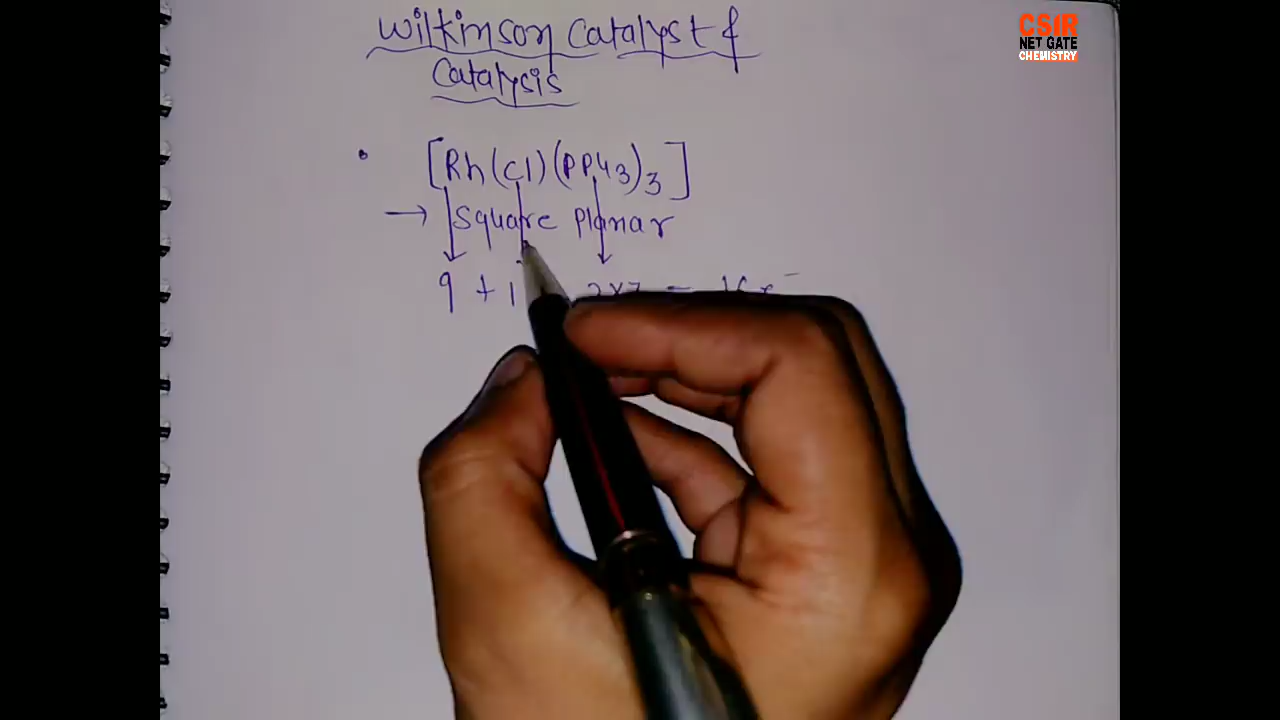 Wilkinson Catalyst &
Catalysis
• [Rh(Cl)(PPh3)3]
→ Square Planar
9 + 1
CSIR
NET GATE
CHEMISTRY